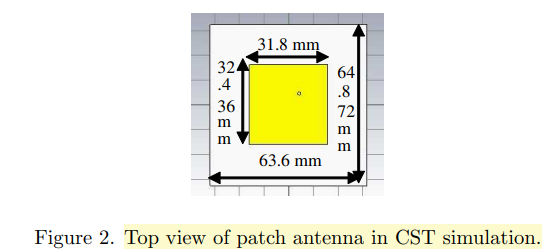 31.8 mm
32
.4
36
m
m
64
.8
72
m
m
63.6 mm
Figure 2. Top view of patch antenna in CST simulation.